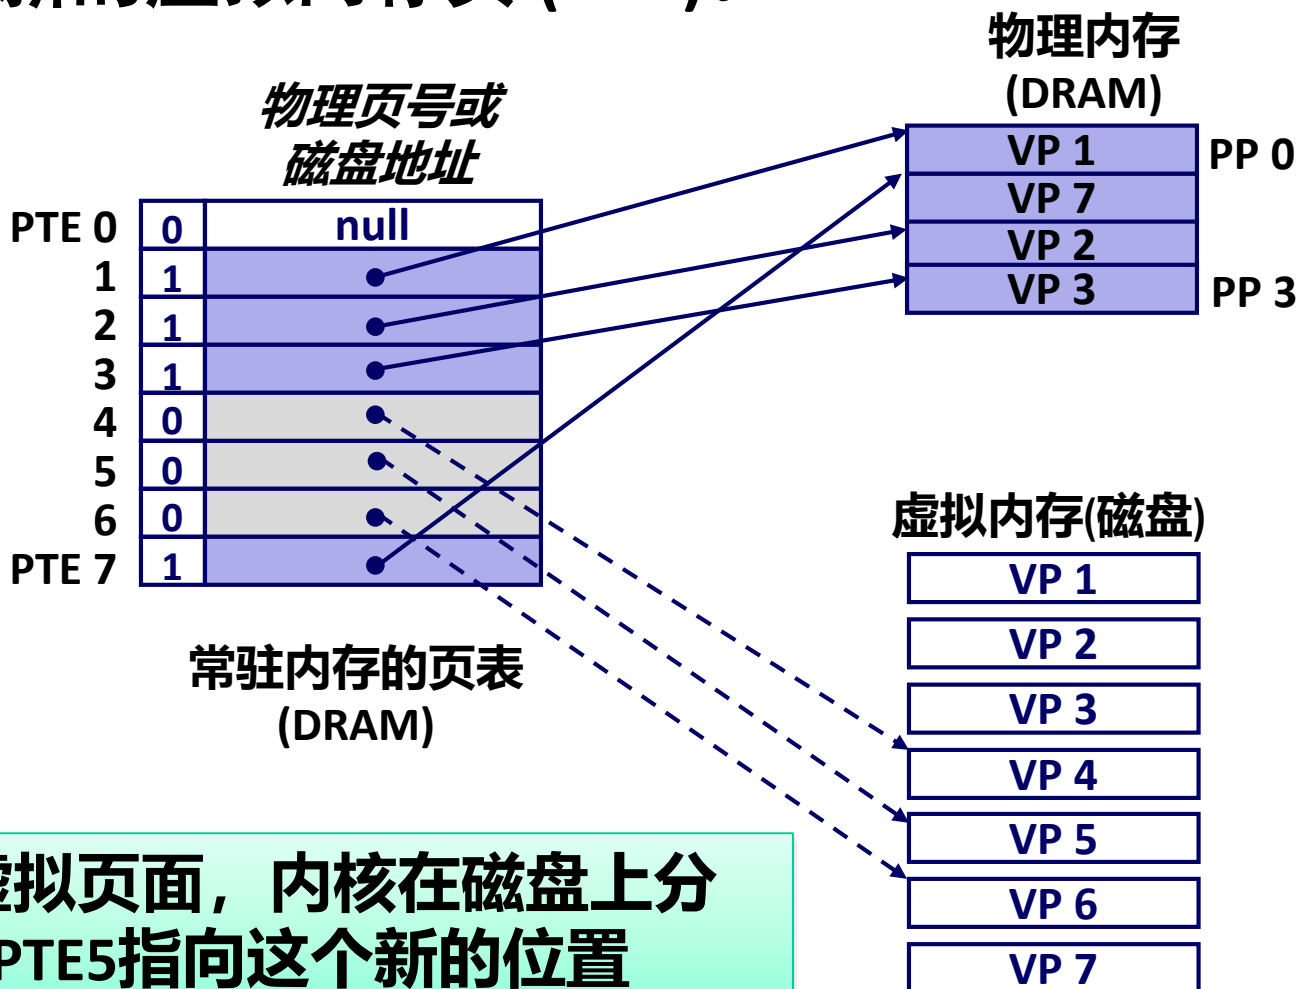 物理内存
(DRAM)
物理页号或
磁盘地址
PTE 0 0 null
1 1
2 1
3 1
4 0
5 0
6 0
PTE 7 1
VP 1 PP 0
VP 7
VP 2
VP 3 PP 3
常驻内存的页表
(DRAM)
虚拟内存(磁盘)
VP 1
VP 2
VP 3
VP 4
VP 5
VP 6
VP 7
虚拟页面，内核在磁盘上分
PTE5指向这个新的位置